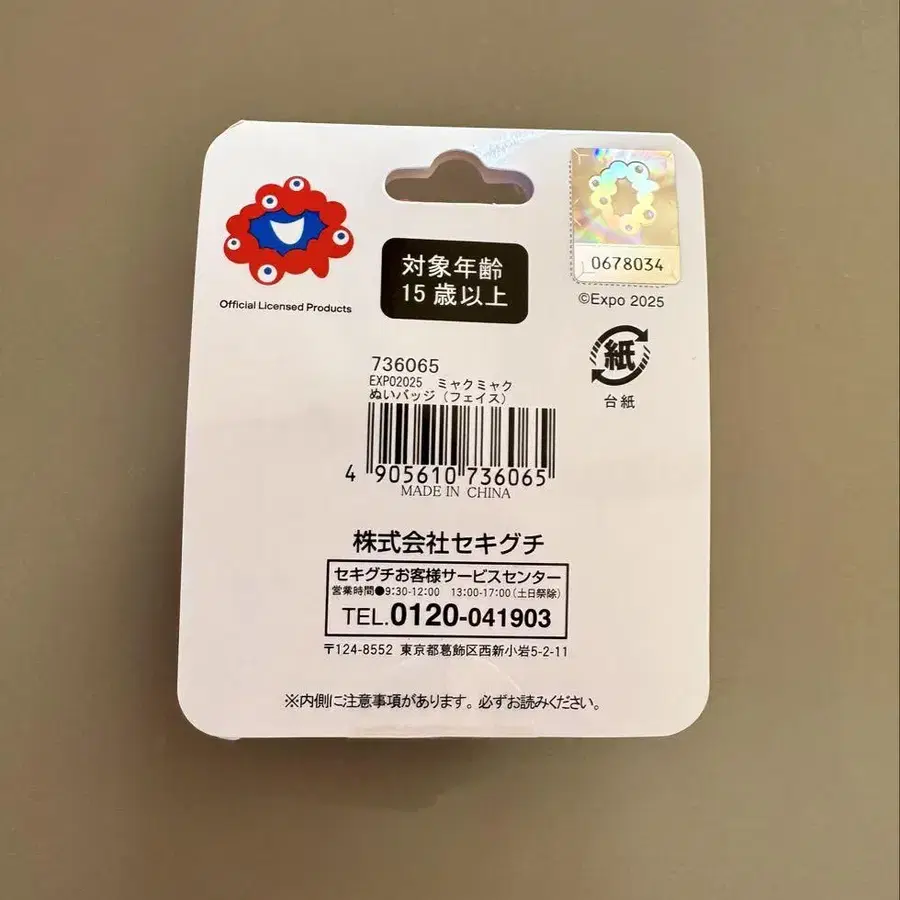 Official Licensed Products
対象年齢
15歳以上
0678034
©Expo 2025
紙
台紙
736065
EXPO2025 ミャクミャク
ぬいバッジ（フェイス）
4 905610 736065
MADE IN CHINA
株式会社セキグチ
セキグチお客様サービスセンター
営業時間●9:30-12:00 13:00-17:00（土日祭除）
TEL.0120-041903
〒124-8552 東京都葛飾区西新小岩5-2-11
※内側に注意事項があります。必ずお読みください。